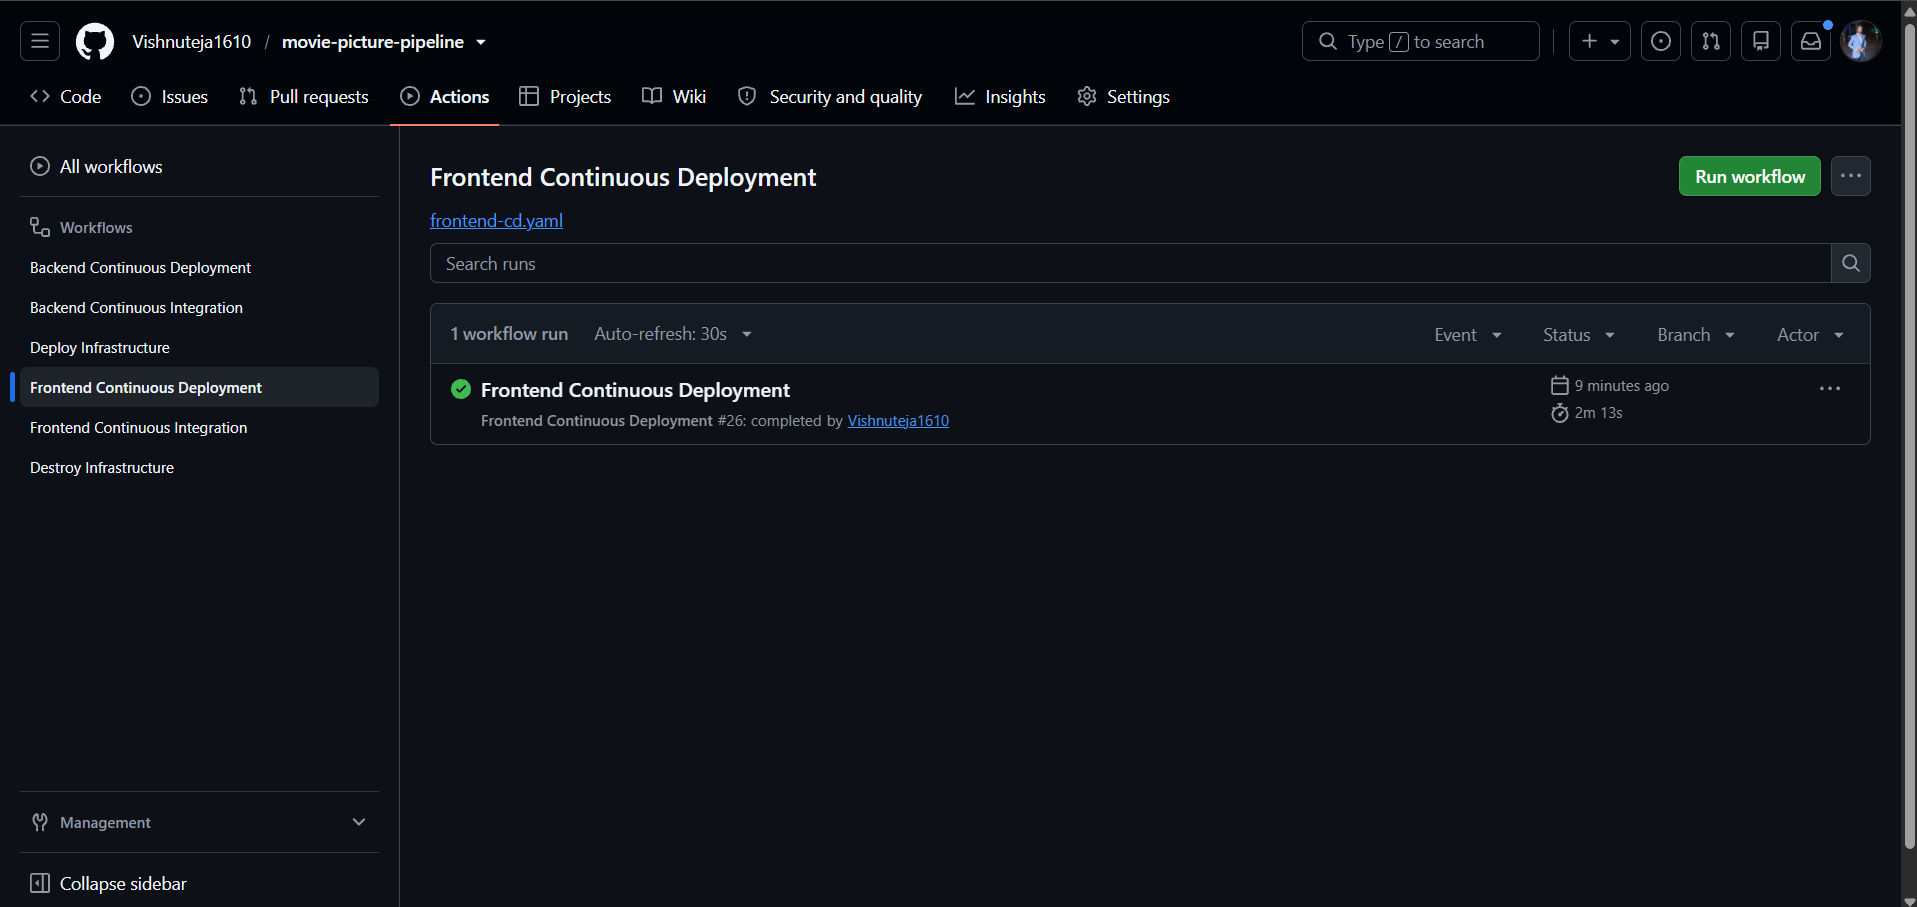 Vishnuteja1610 / movie-picture-pipeline
Type / to search
Code Issues Pull requests Actions Projects Wiki Security and quality Insights Settings
All workflows
Workflows
Backend Continuous Deployment
Backend Continuous Integration
Deploy Infrastructure
Frontend Continuous Deployment
Frontend Continuous Integration
Destroy Infrastructure
Management
Collapse sidebar
Frontend Continuous Deployment
Run workflow
frontend-cd.yaml
Search runs
1 workflow run Auto-refresh: 30s Event Status Branch Actor
Frontend Continuous Deployment
Frontend Continuous Deployment #26: completed by Vishnuteja1610
9 minutes ago
2m 13s